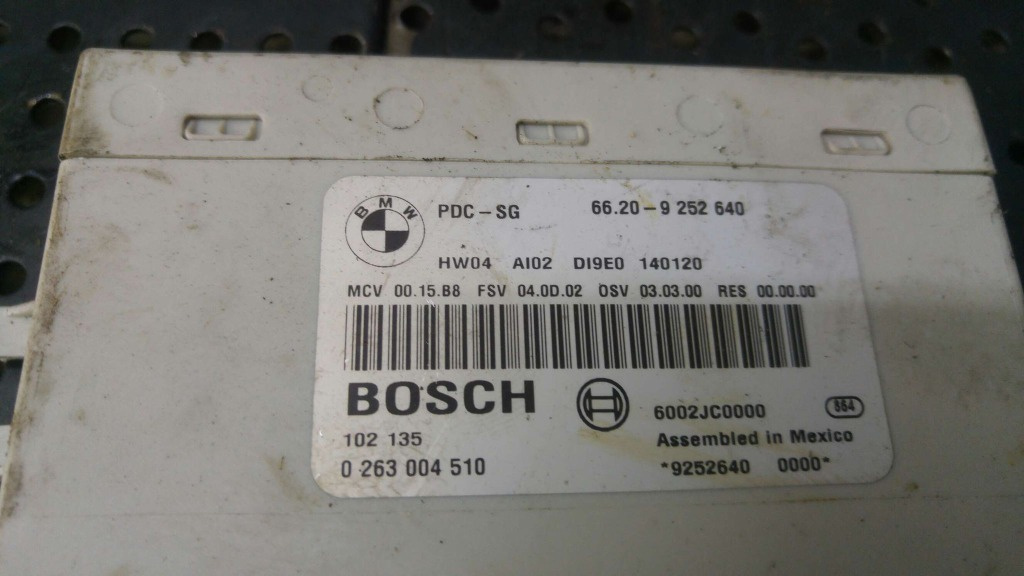 BMW PDC-SG 66.20-9 252 640
HW04 AI02 DI9E0 140120
MCV 00.15.B8 FSV 04.0D.02 OSV 03.03.00 RES 00.00.00
BOSCH 6002JC0000 564
102 135 Assembled in Mexico
0 263 004 510 *9252640 0000*